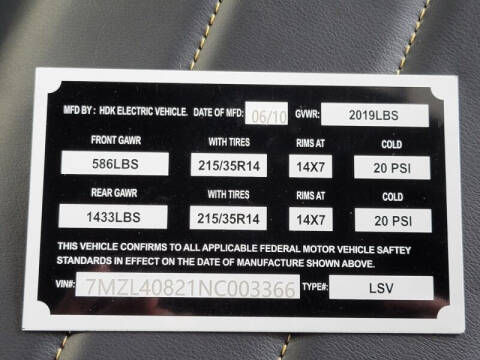 MFD BY: HDK ELECTRIC VEHICLE. DATE OF MFD: 06/10 GVWR: 2019LBS
FRONT GAWR WITH TIRES RIMS AT COLD
586LBS 215/35R14 14X7 20 PSI
REAR GAWR WITH TIRES RIMS AT COLD
1433LBS 215/35R14 14X7 20 PSI
THIS VEHICLE CONFIRMS TO ALL APPLICABLE FEDERAL MOTOR VEHICLE SAFTEY
STANDARDS IN EFFECT ON THE DATE OF MANUFACTURE SHOWN ABOVE.
VIN#: 7MZL40821NC003366 TYPE#: LSV